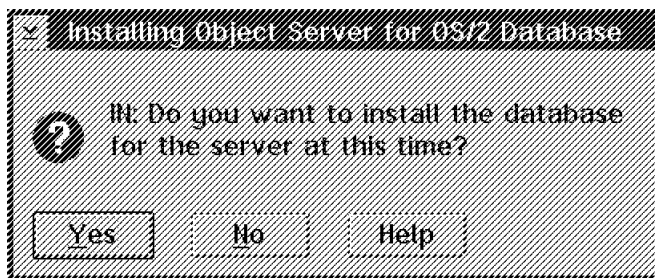 Installing Object Server for OS/2 Database
IN: Do you want to install the database
for the server at this time?
Yes No Help